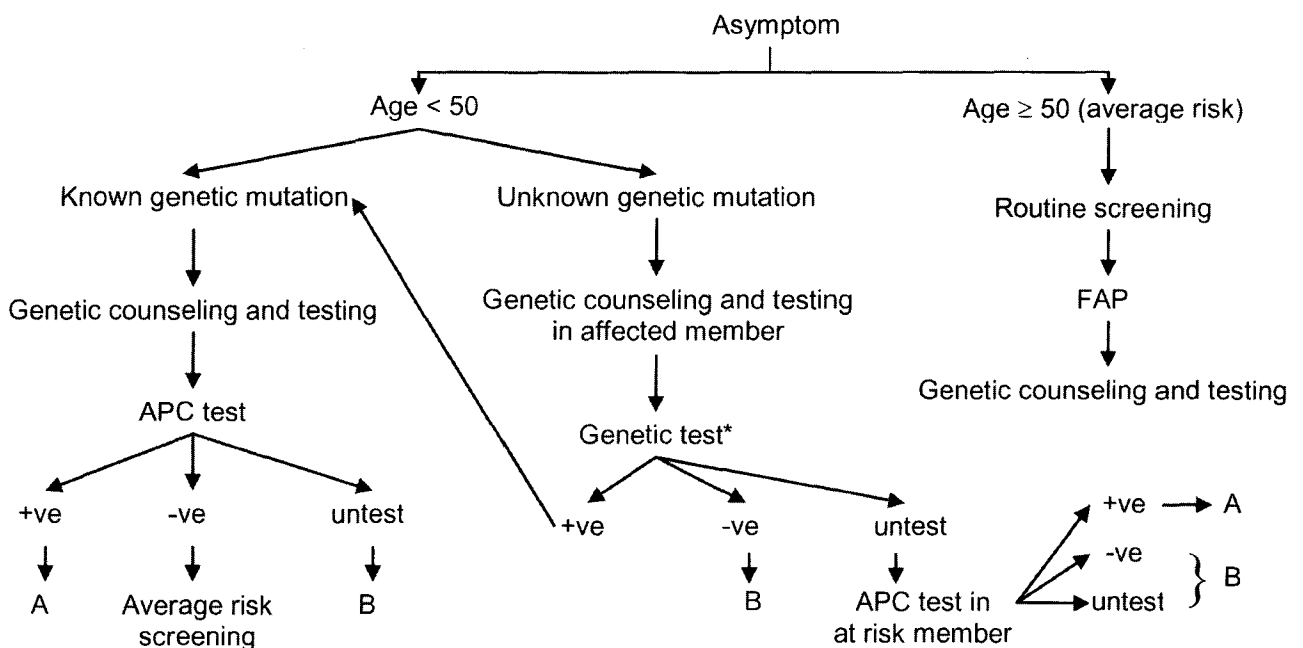 Asymptom
Age < 50
Age ≥ 50 (average risk)
Known genetic mutation
Unknown genetic mutation
Routine screening
Genetic counseling and testing
Genetic counseling and testing
in affected member
FAP
Genetic counseling and testing
APC test
Genetic test*
+ve
-ve
untest
+ve
-ve
untest
+ve
A
-ve
untest
B
A
Average risk
screening
B
B
APC test in
at risk member